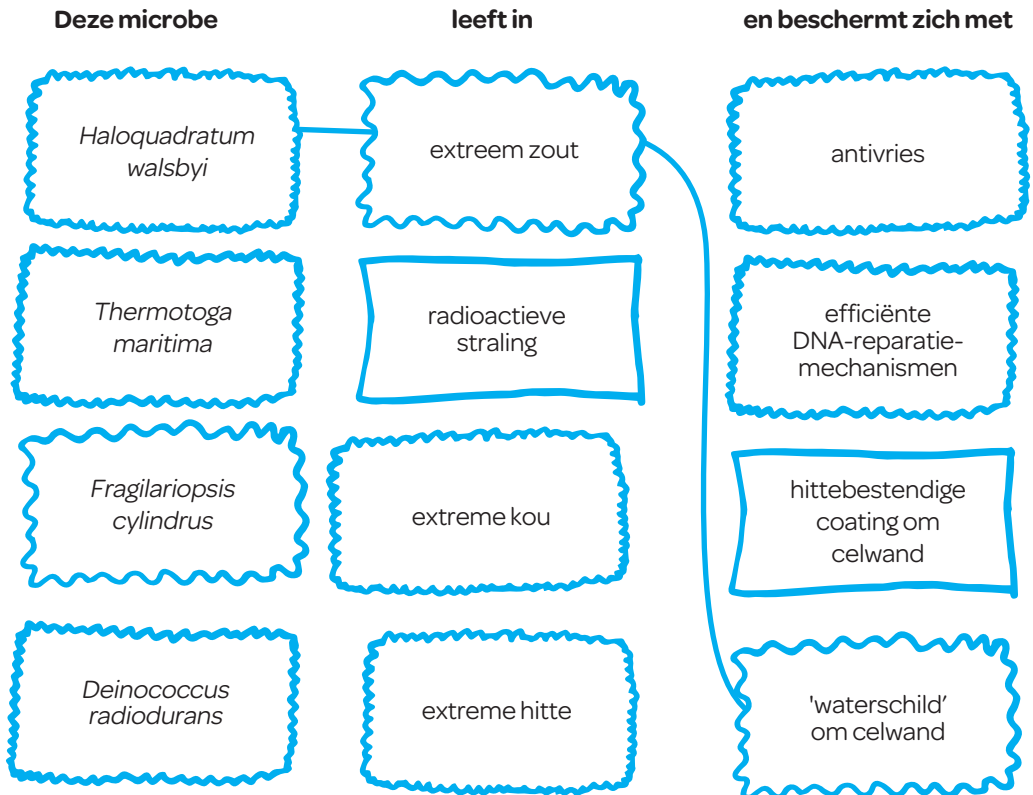 Deze microbe
leeft in
en beschermt zich met
Haloquadratum
walsbyi
extreem zout
antivries
Thermotoga
maritima
radioactieve
straling
efficiënte
DNA-reparatie-
mechanismen
Fragilariopsis
cylindrus
extreme kou
hittebestendige
coating om
celwand
Deinococcus
radiodurans
extreme hitte
'waterschild’
om celwand